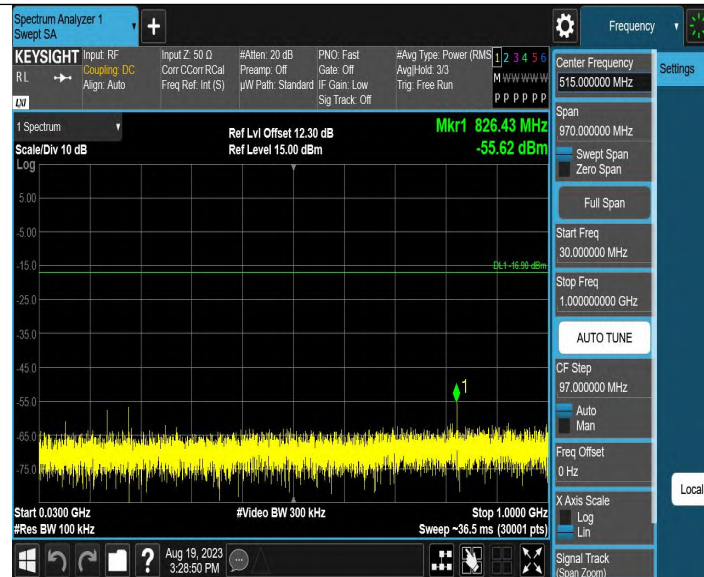 Spectrum Analyzer 1
Swept SA
+
Frequency
KEYSIGHT
RL
LXI
Input: RF
Coupling: DC
Align: Auto
Input Z: 50 Ω
Corr CCorr RCal
Freq Ref: Int (S)
#Atten: 20 dB
Preamp: Off
µW Path: Standard
PNO: Fast
Gate: Off
IF Gain: Low
Sig Track: Off
#Avg Type: Power (RMS
Avg|Hold: 3/3
Trig: Free Run
1 2 3 4 5 6
M W W W W W
P P P P P P
1 Spectrum
Scale/Div 10 dB
Log
Ref Lvl Offset 12.30 dB
Ref Level 15.00 dBm
Mkr1 826.43 MHz
-55.62 dBm
5.00
-5.00
-15.0
-25.0
-35.0
-45.0
-55.0
-65.0
-75.0
DL1 -16.90 dBm
1
Start 0.0300 GHz
#Res BW 100 kHz
#Video BW 300 kHz
Stop 1.0000 GHz
Sweep ~36.5 ms (30001 pts)
Aug 19, 2023
3:28:50 PM
Center Frequency
515.000000 MHz
Settings
Span
970.000000 MHz
Swept Span
Zero Span
Full Span
Start Freq
30.000000 MHz
Stop Freq
1.000000000 GHz
AUTO TUNE
CF Step
97.000000 MHz
Auto
Man
Freq Offset
0 Hz
X Axis Scale
Log
Lin
Local
Signal Track
(Span Zoom)